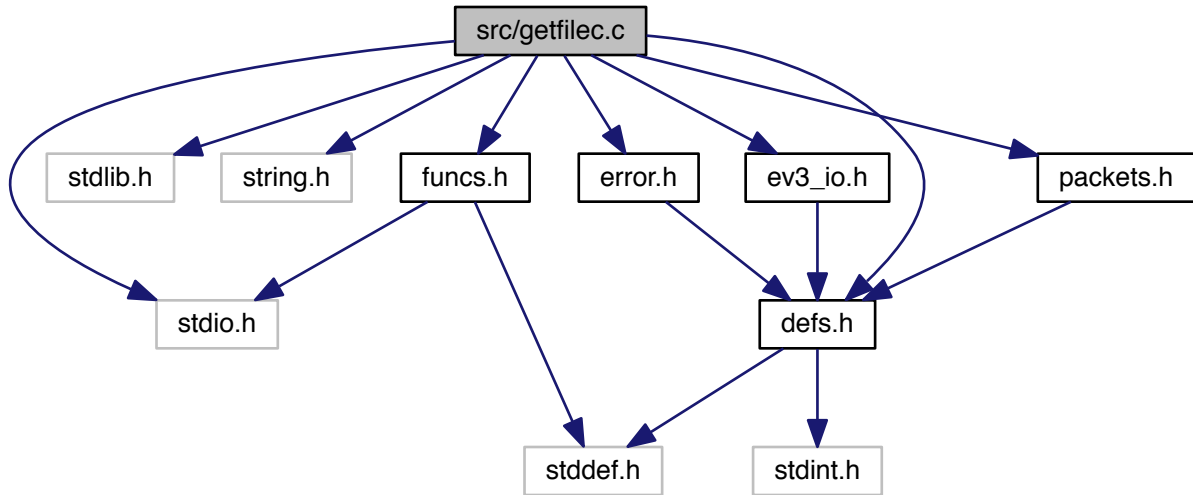 src/getfilec.c
stdlib.h
string.h
funcs.h
error.h
ev3_io.h
packets.h
stdio.h
defs.h
stddef.h
stdint.h